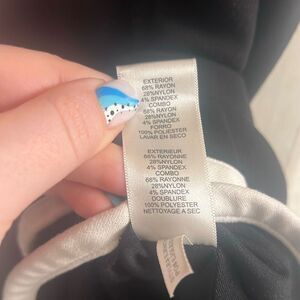 EXTERIOR
68% RAYON
28%NYLON
4% SPANDEX
COMBO
68% RAYON
28%NYLON
4% SPANDEX
FORRO
100% POLIESTER
LAVAR EN SECO
EXTERIEUR
68% RAYONNE
28%NYLON
4% SPANDEX
COMBO
68% RAYONNE
28%NYLON
4% SPANDEX
DOUBLURE
100% POLYESTER
NETTOYAGE A SEC